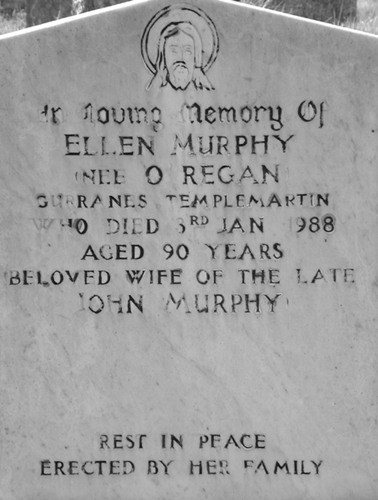 In Loving Memory Of
ELLEN MURPHY
(NEE O REGAN)
GURRANES TEMPLEMARTIN
WHO DIED 3RD JAN 1988
AGED 90 YEARS
BELOVED WIFE OF THE LATE
JOHN MURPHY
REST IN PEACE
ERECTED BY HER FAMILY